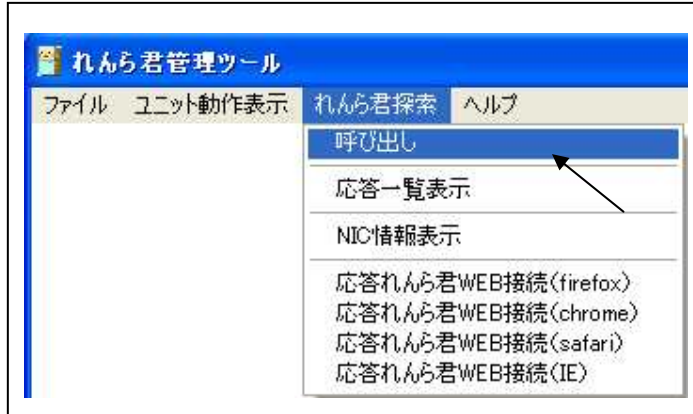 れんら君管理ツール
ファイル ユニット動作表示 れんら君探索 ヘルプ
呼び出し
応答一覧表示
NIC情報表示
応答れんら君WEB接続(firefox)
応答れんら君WEB接続(chrome)
応答れんら君WEB接続(safari)
応答れんら君WEB接続(IE)